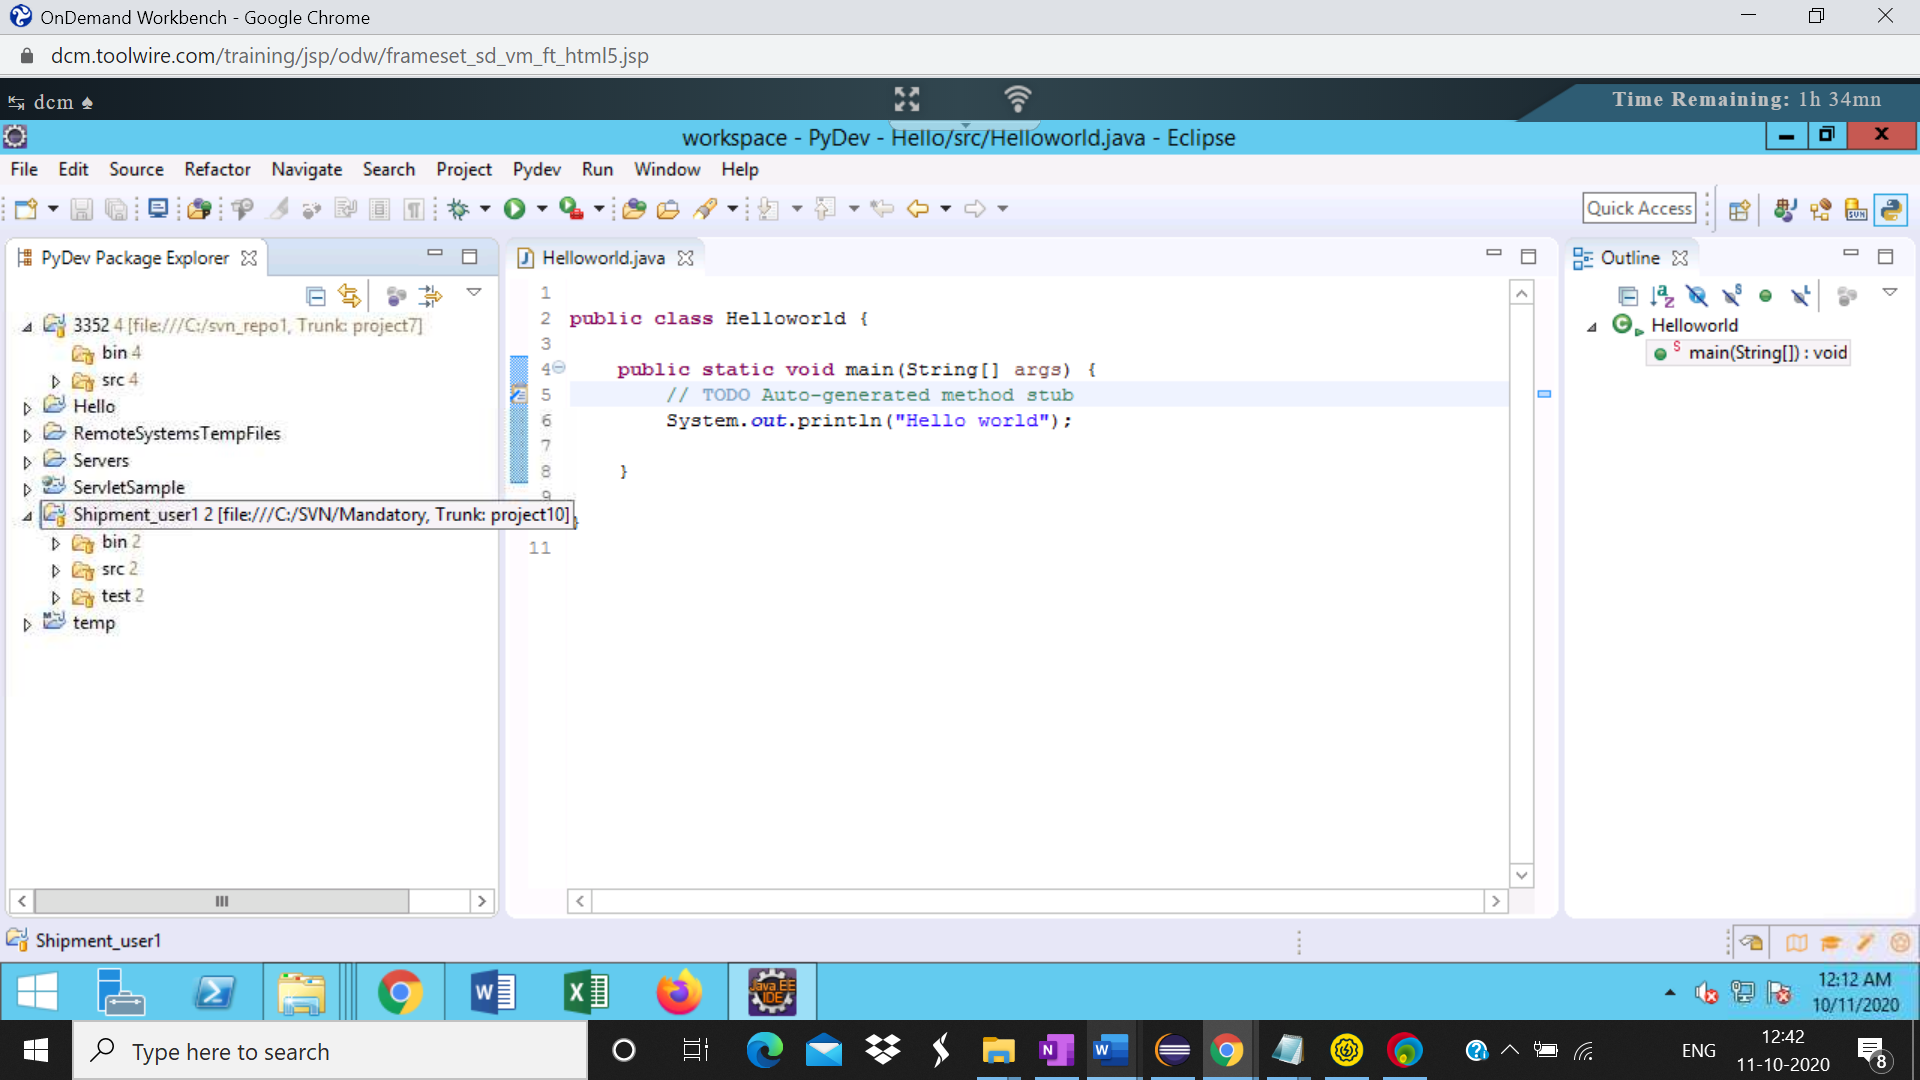 OnDemand Workbench - Google Chrome
dcm.toolwire.com/training/jsp/odw/frameset_sd_vm_ft_html5.jsp
dcm ♠
Time Remaining: 1h 34mn
workspace - PyDev - Hello/src/Helloworld.java - Eclipse
File Edit Source Refactor Navigate Search Project Pydev Run Window Help
Quick Access
PyDev Package Explorer
3352 4 [file:///C:/svn_repo1, Trunk: project7]
bin 4
src 4
Hello
RemoteSystemsTempFiles
Servers
ServletSample
Shipment_user1 2 [file:///C:/SVN/Mandatory, Trunk: project10]
bin 2
src 2
test 2
temp
Helloworld.java
1
2 public class Helloworld {
3
4 public static void main(String[] args) {
5 // TODO Auto-generated method stub
6 System.out.println("Hello world");
7
8 }
9
}
11
Outline
Helloworld
main(String[]) : void
Shipment_user1
Java EE
IDE
12:12 AM
10/11/2020
Type here to search
ENG
12:42
11-10-2020
8